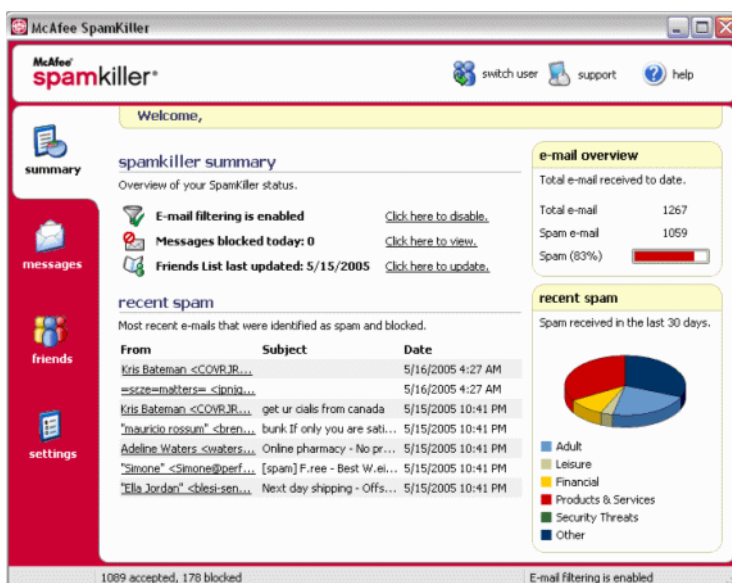 McAfee SpamKiller
McAfee®
spamkiller®
switch user
support
help
Welcome,
summary
messages
friends
settings
spamkiller summary
Overview of your SpamKiller status.
E-mail filtering is enabled Click here to disable.
Messages blocked today: 0 Click here to view.
Friends List last updated: 5/15/2005 Click here to update.
recent spam
Most recent e-mails that were identified as spam and blocked.
From Subject Date
Kris Bateman <COVRJR... 5/16/2005 4:27 AM
=scze=matters= <jpnjg... 5/16/2005 4:27 AM
Kris Bateman <COVRJR... get ur cialis from canada 5/15/2005 10:41 PM
"mauricio rossum" <bren... bunk If only you are sati... 5/15/2005 10:41 PM
Adeline Waters <waters... Online pharmacy - No pr... 5/15/2005 10:41 PM
"Simone" <Simone@perf... [spam] F.ree - Best W.ei... 5/15/2005 10:41 PM
"Ella Jordan" <blesi-sen... Next day shipping - Offs... 5/15/2005 10:41 PM
e-mail overview
Total e-mail received to date.
Total e-mail 1267
Spam e-mail 1059
Spam (83%)
recent spam
Spam received in the last 30 days.
Adult
Leisure
Financial
Products & Services
Security Threats
Other
1089 accepted, 178 blocked
E-mail filtering is enabled